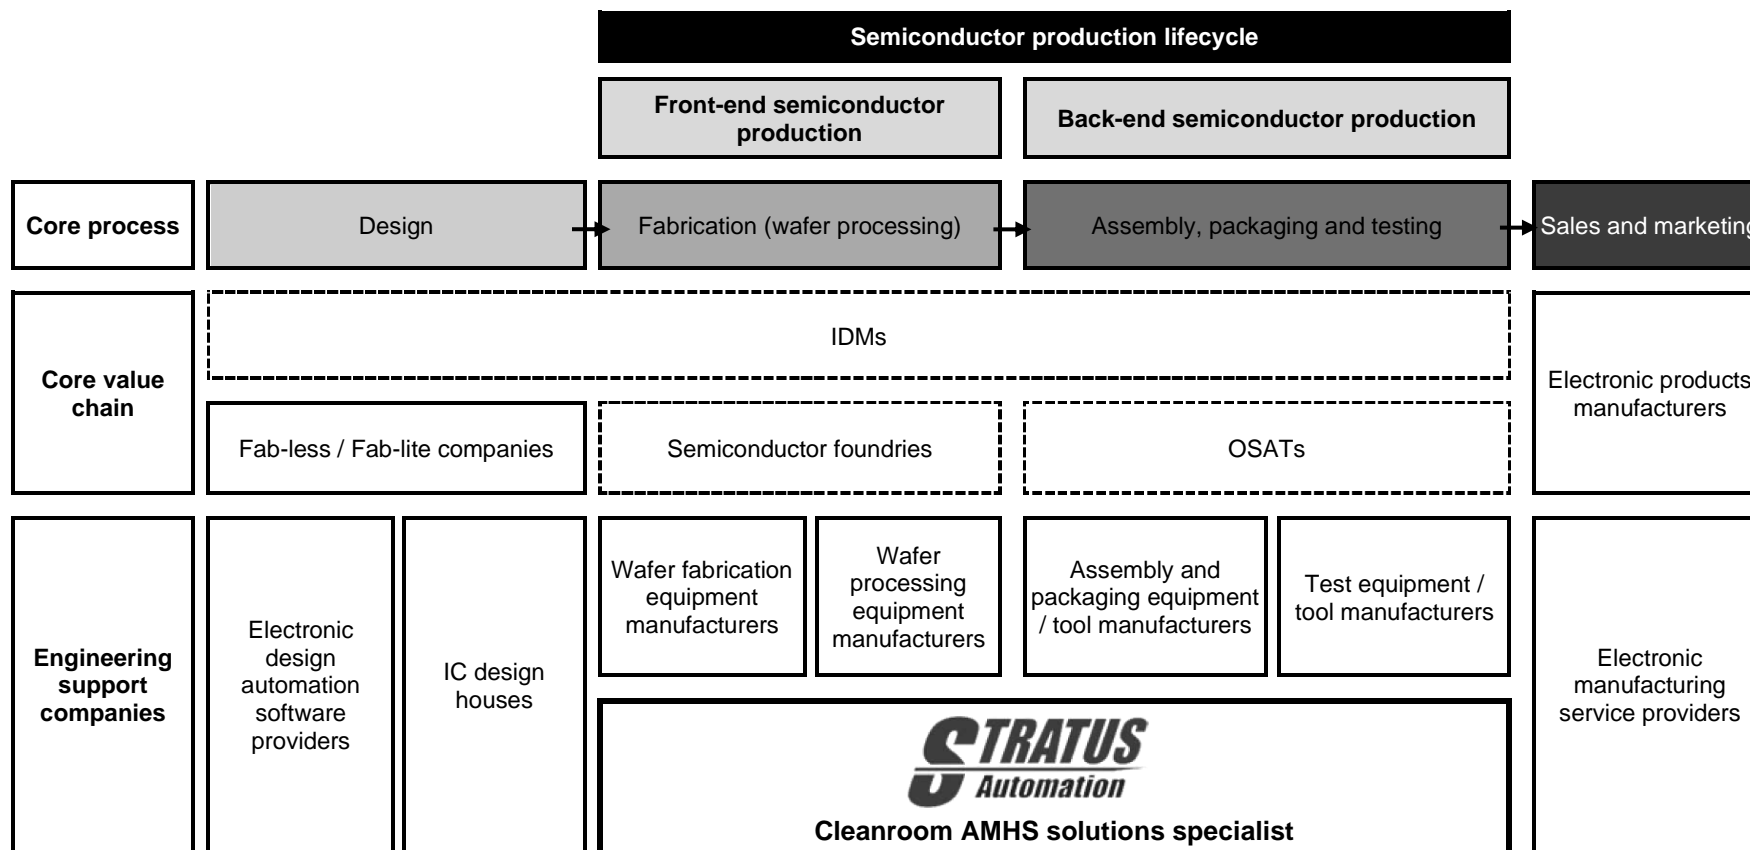 Semiconductor production lifecycle
Front-end semiconductor
production
Back-end semiconductor production
Core process
Design
Fabrication (wafer processing)
Assembly, packaging and testing
Sales and marketing
Core value
chain
IDMs
Electronic products
manufacturers
Fab-less / Fab-lite companies
Semiconductor foundries
OSATs
Engineering
support
companies
Electronic
design
automation
software
providers
IC design
houses
Wafer fabrication
equipment
manufacturers
Wafer
processing
equipment
manufacturers
Assembly and
packaging equipment
/ tool manufacturers
Test equipment /
tool manufacturers
Electronic
manufacturing
service providers
STRATUS
Automation
Cleanroom AMHS solutions specialist